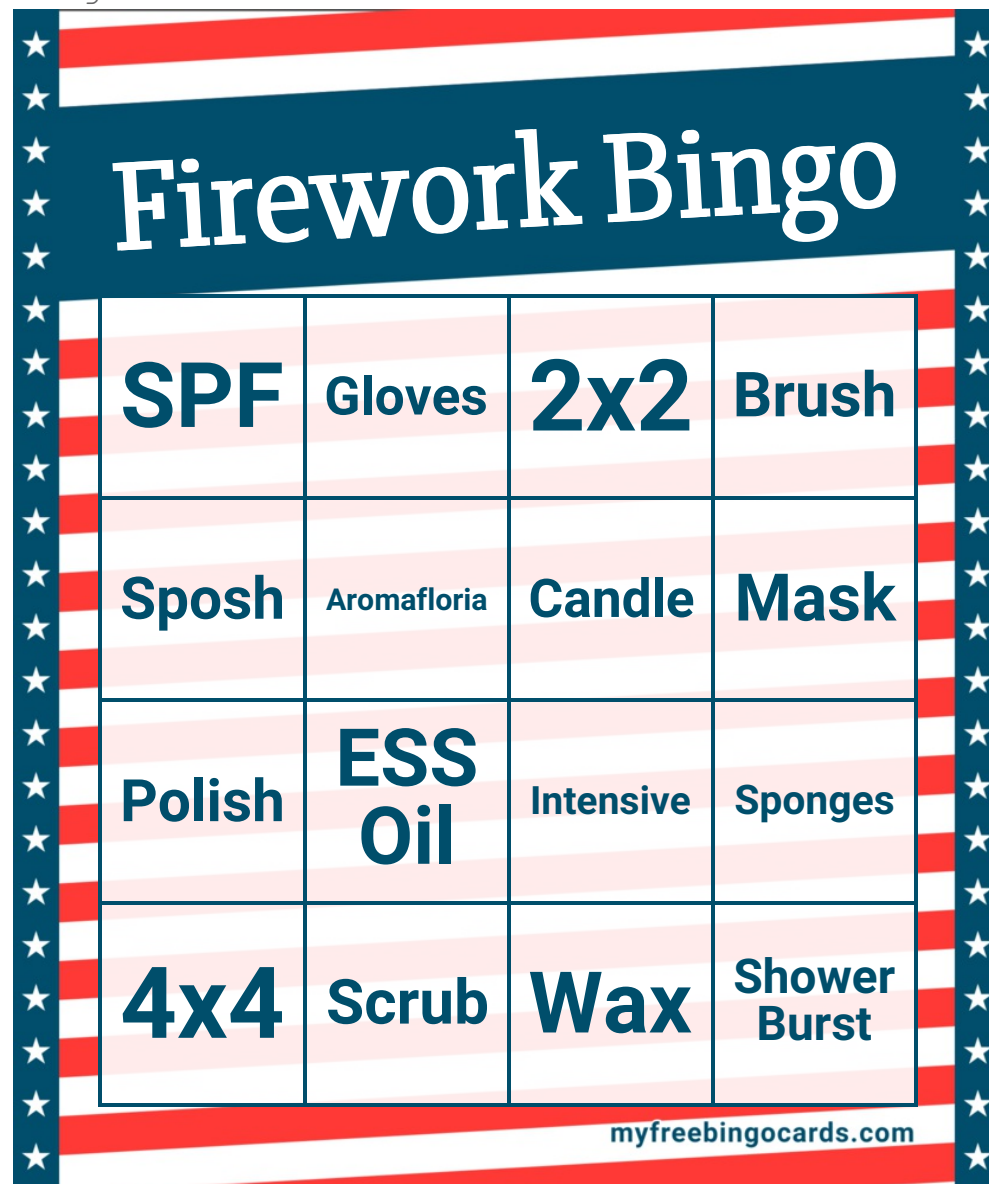 Firework Bingo
SPF
Gloves
2x2
Brush
Sposh
Aromafloria
Candle
Mask
Polish
ESS
Oil
Intensive
Sponges
4x4
Scrub
Wax
Shower
Burst
myfreebingocards.com